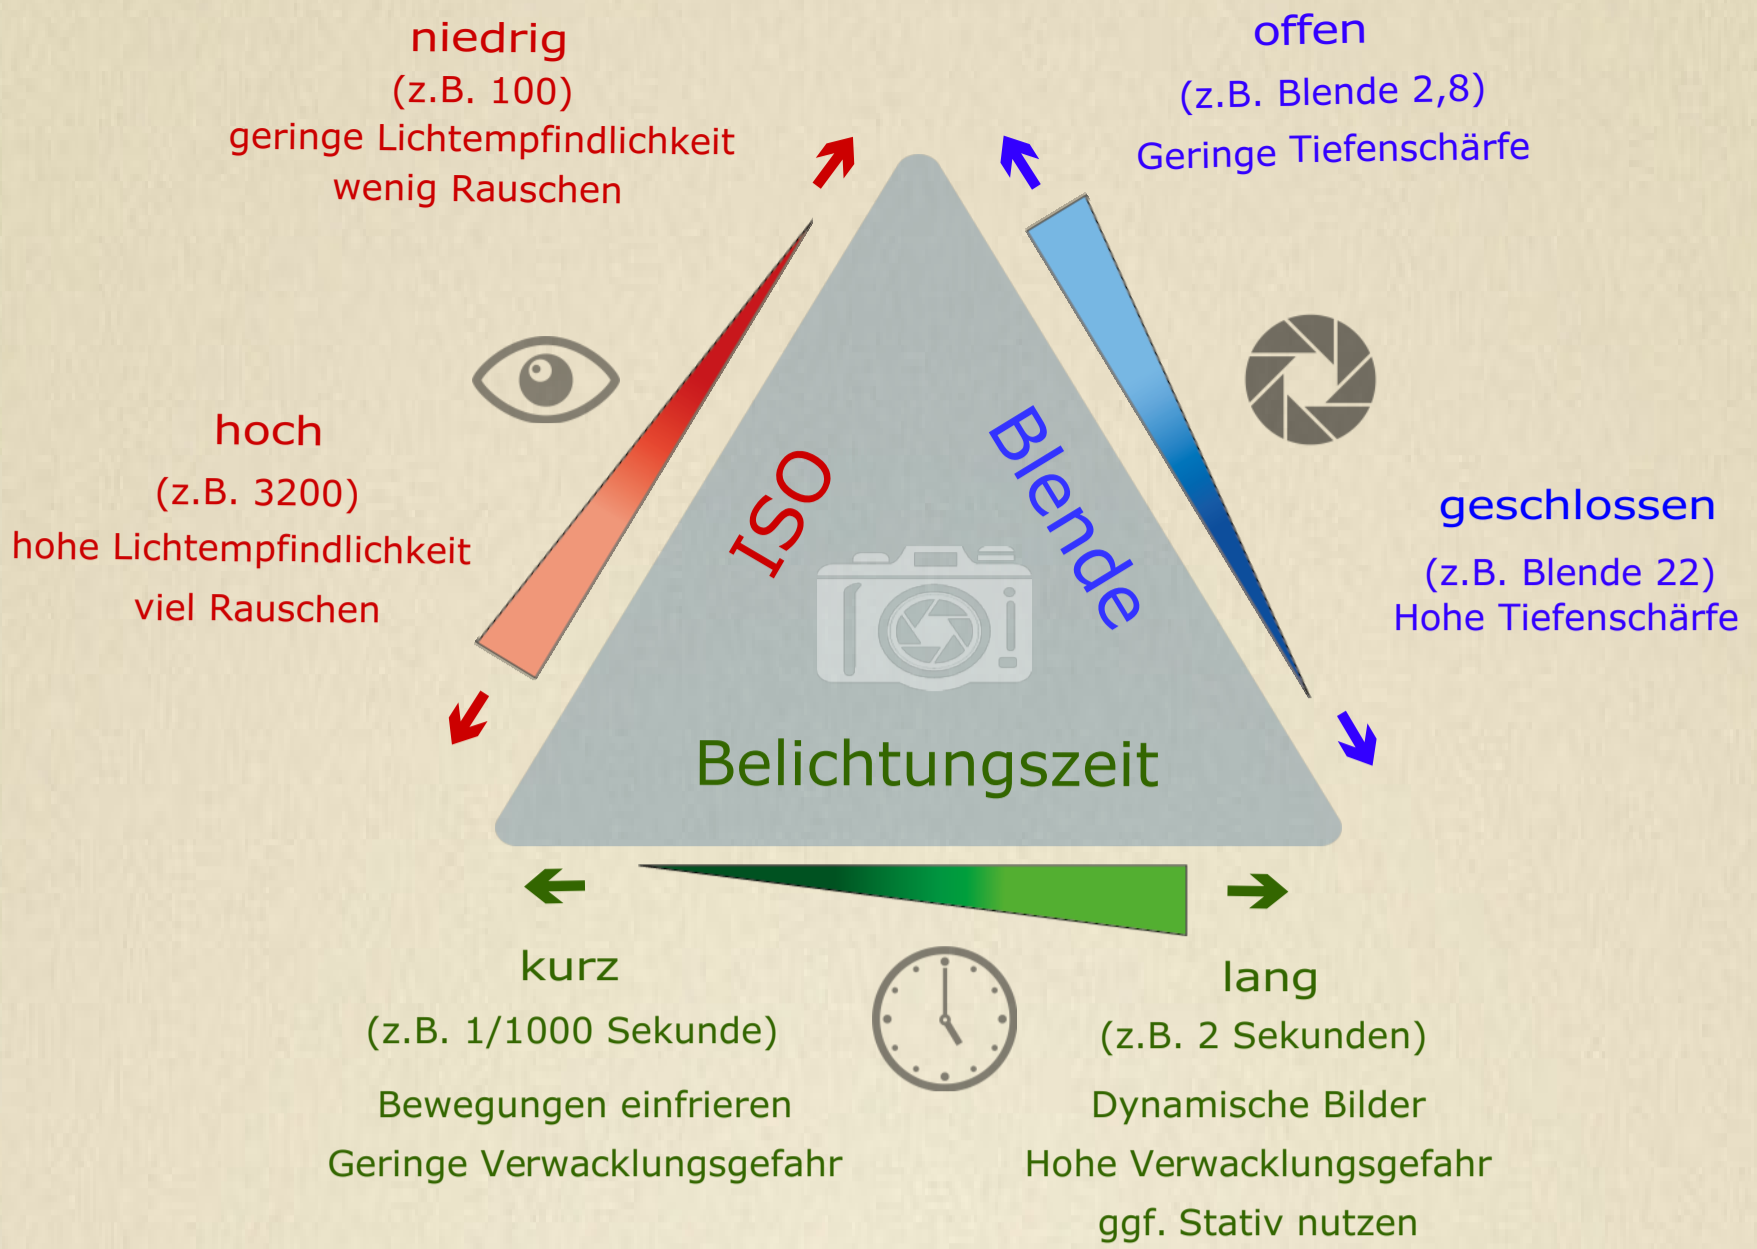 niedrig
(z.B. 100)
geringe Lichtempfindlichkeit
wenig Rauschen
offen
(z.B. Blende 2,8)
Geringe Tiefenschärfe
hoch
(z.B. 3200)
hohe Lichtempfindlichkeit
viel Rauschen
ISO
Blende
geschlossen
(z.B. Blende 22)
Hohe Tiefenschärfe
Belichtungszeit
kurz
(z.B. 1/1000 Sekunde)
Bewegungen einfrieren
Geringe Verwacklungsgefahr
lang
(z.B. 2 Sekunden)
Dynamische Bilder
Hohe Verwacklungsgefahr
ggf. Stativ nutzen